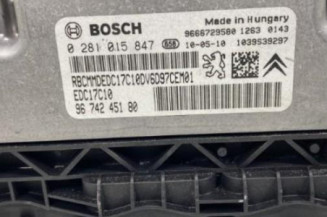 BOSCH
Made in Hungary
9666729580 1263 0143
0 281 015 847 858 10-05-10 1039S39297
RBCMMDEDC17C10DV6D97CEM01
EDC17C10
96 742 451 80